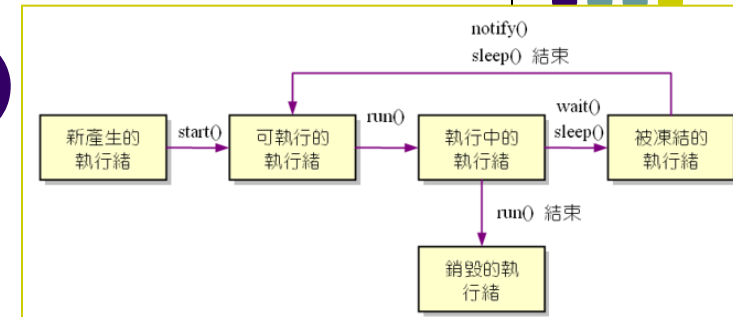 notify()
sleep() 結束
新產生的
執行緒
start()
可執行的
執行緒
run()
執行中的
執行緒
wait()
sleep()
被凍結的
執行緒
run() 結束
銷毀的執
行緒